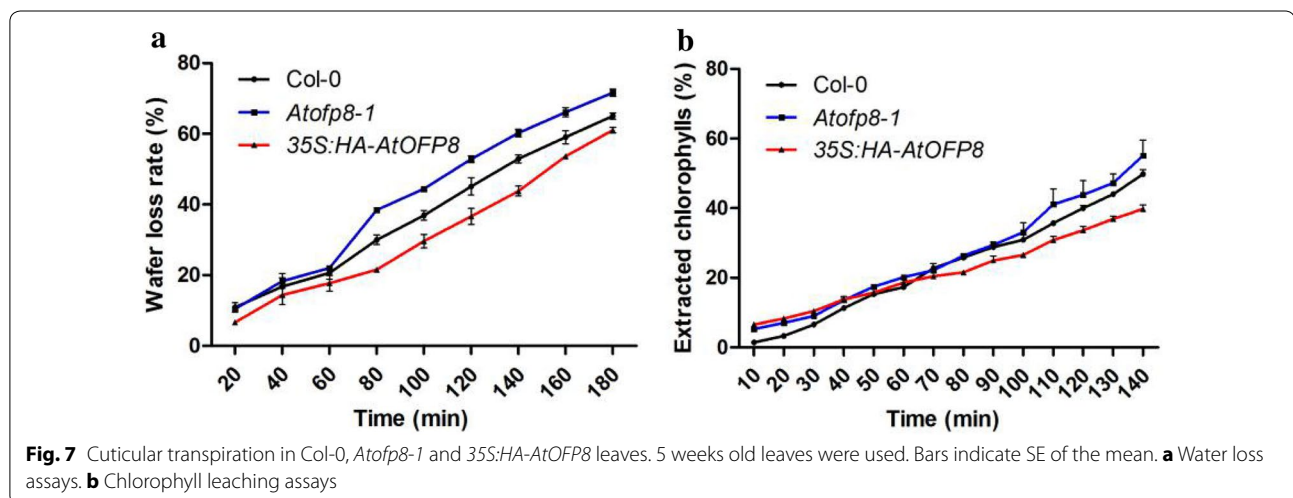 a
Wafer loss rate (%)
80
60
40
20
0
Col-0
Atofp8-1
35S:HA-AtOFP8
20 40 60 80 100 120 140 160 180
Time (min)
b
Extracted chlorophylls (%)
80
60
40
20
0
Col-0
Atofp8-1
35S:HA-AtOFP8
10 20 30 40 50 60 70 80 90 100 110 120 130 140
Time (min)
Fig. 7 Cuticular transpiration in Col-0, Atofp8-1 and 35S:HA-AtOFP8 leaves. 5 weeks old leaves were used. Bars indicate SE of the mean. a Water loss
assays. b Chlorophyll leaching assays